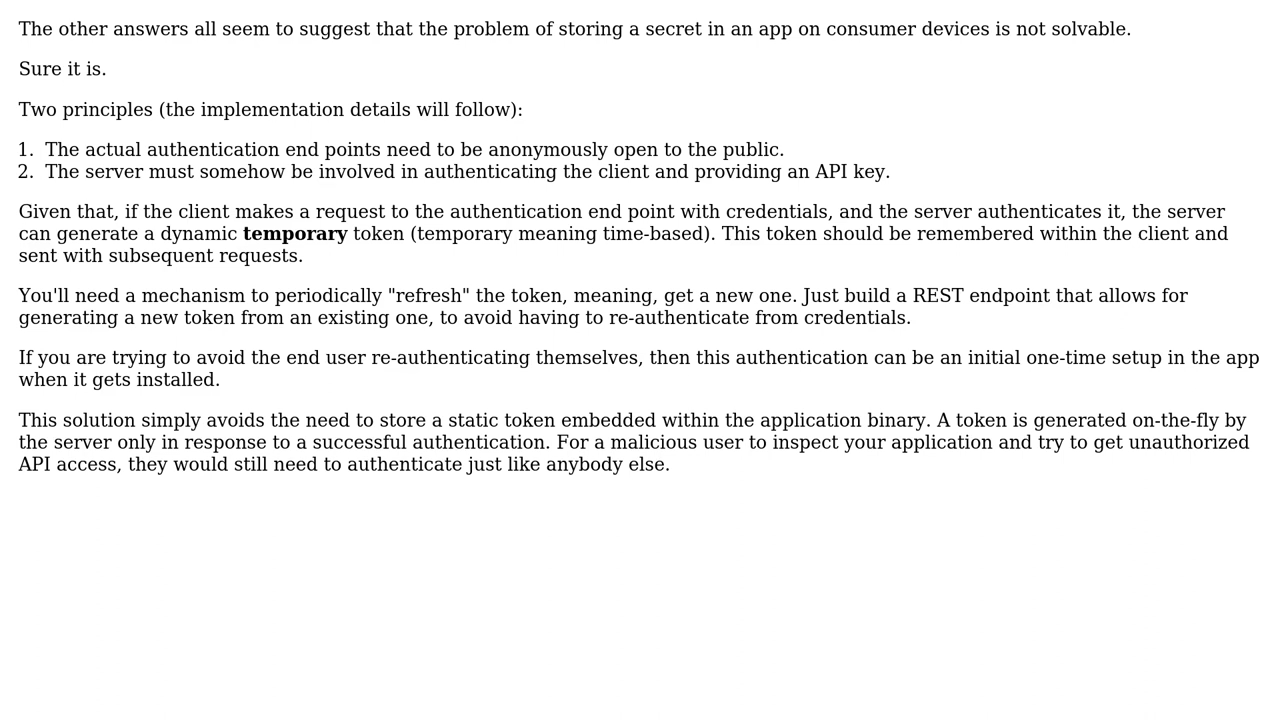 The other answers all seem to suggest that the problem of storing a secret in an app on consumer devices is not solvable.
Sure it is.
Two principles (the implementation details will follow):
1. The actual authentication end points need to be anonymously open to the public.
2. The server must somehow be involved in authenticating the client and providing an API key.
Given that, if the client makes a request to the authentication end point with credentials, and the server authenticates it, the server
can generate a dynamic temporary token (temporary meaning time-based). This token should be remembered within the client and
sent with subsequent requests.
You'll need a mechanism to periodically "refresh" the token, meaning, get a new one. Just build a REST endpoint that allows for
generating a new token from an existing one, to avoid having to re-authenticate from credentials.
If you are trying to avoid the end user re-authenticating themselves, then this authentication can be an initial one-time setup in the app
when it gets installed.
This solution simply avoids the need to store a static token embedded within the application binary. A token is generated on-the-fly by
the server only in response to a successful authentication. For a malicious user to inspect your application and try to get unauthorized
API access, they would still need to authenticate just like anybody else.